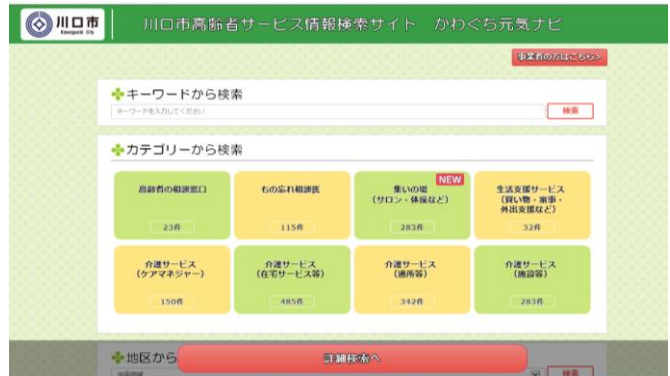 川口市
Kawaguchi City
川口市高齢者サービス情報検索サイト　かわぐち元気ナビ
事業者の方はこちら>
キーワードから検索
キーワードを入力してください
検索
カテゴリーから検索
高齢者の相談窓口
23件
もの忘れ相談医
115件
NEW
集いの場
(サロン・体操など)
283件
生活支援サービス
(買い物・家事・
外出支援など)
32件
介護サービス
(ケアマネジャー)
150件
介護サービス
(在宅サービス等)
485件
介護サービス
(通所等)
342件
介護サービス
(施設等)
283件
地区から
詳細検索へ
検索